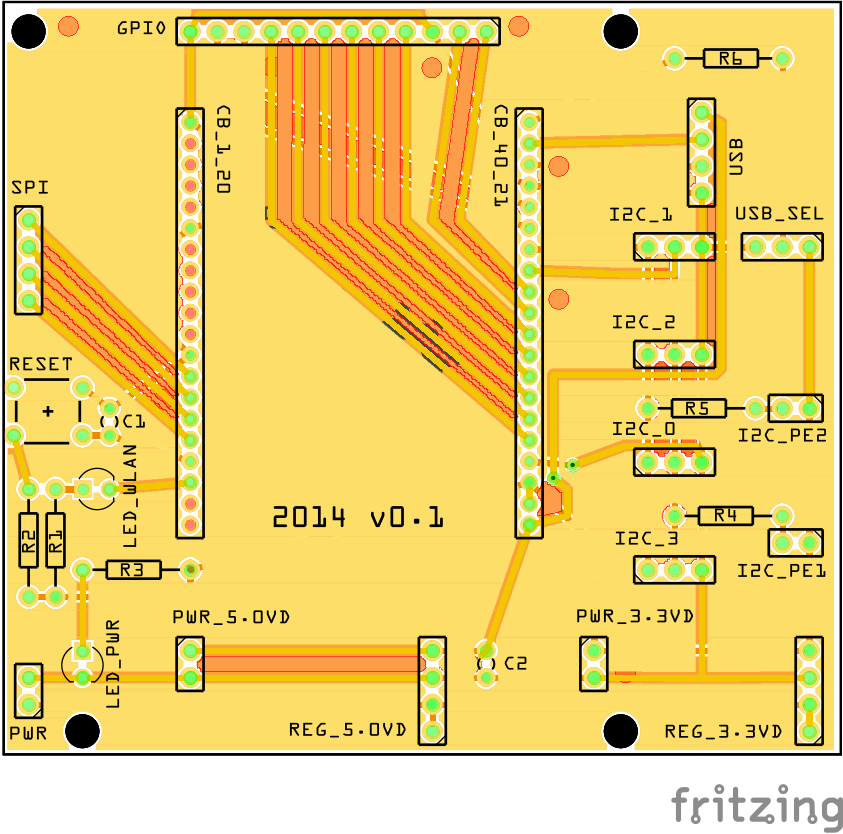 GPIO
R6
CB_1_20
CB_40_21
USB
SPI
I2C_1
USB_SEL
I2C_2
RESET
+
C1
R5
I2C_0
I2C_PE2
LED_WLAN
2014 v0.1
R2
R1
R4
I2C_3
R3
I2C_PE1
PWR_5.0VD
PWR_3.3VD
LED_PWR
C2
PWR
REG_5.0VD
REG_3.3VD
fritzing